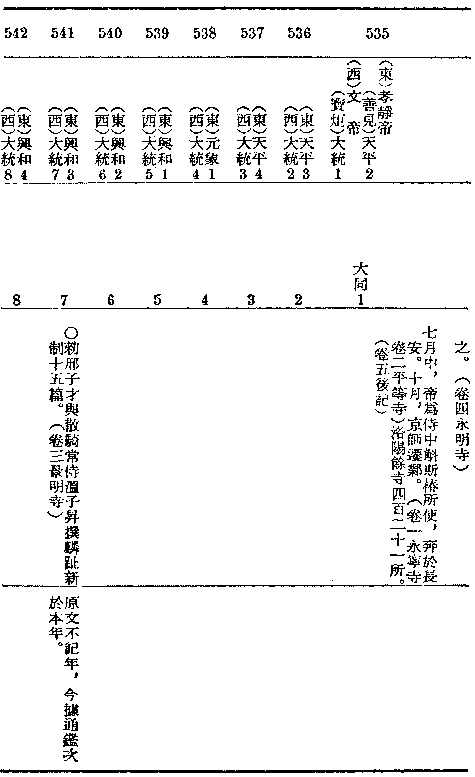 535
536
537
538
539
540
541
542
（東）孝靜帝
（善見）天平2
（西）文　帝
（寶炬）大統1
（東）天平3
（西）大統2
（東）天平4
（西）大統3
（東）元象1
（西）大統4
（東）興和1
（西）大統5
（東）興和2
（西）大統6
（東）興和3
（西）大統7
（東）興和4
（西）大統8
大同1
2
3
4
5
6
7
8
之。（卷四永明寺）
七月中，帝爲侍中斛斯椿所使，奔於長
安。十月，京師遷鄴。（卷一永寧寺
卷二平等寺）洛陽餘寺四百二十一所。
（卷五後記）
○勅邢子才與散騎常侍溫子昇撰麟趾新
制十五篇。（卷三景明寺）
原文不記年，今據通鑑次
於本年。